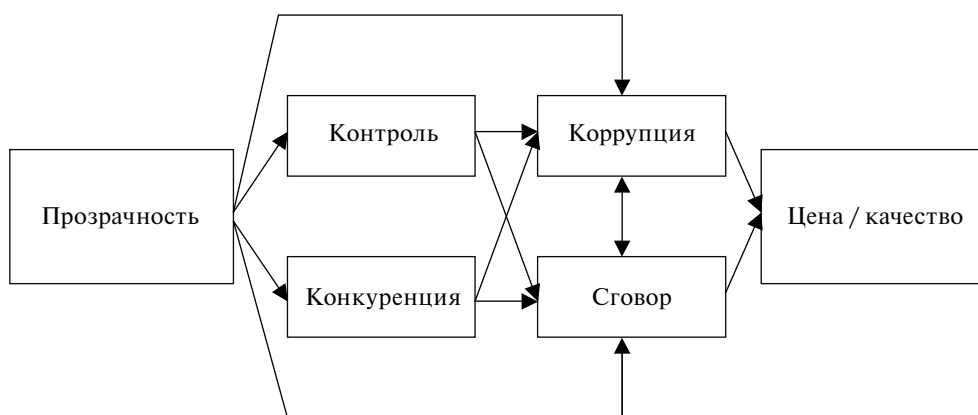 Контроль
Коррупция
Прозрачность
Цена / качество
Конкуренция
Сговор